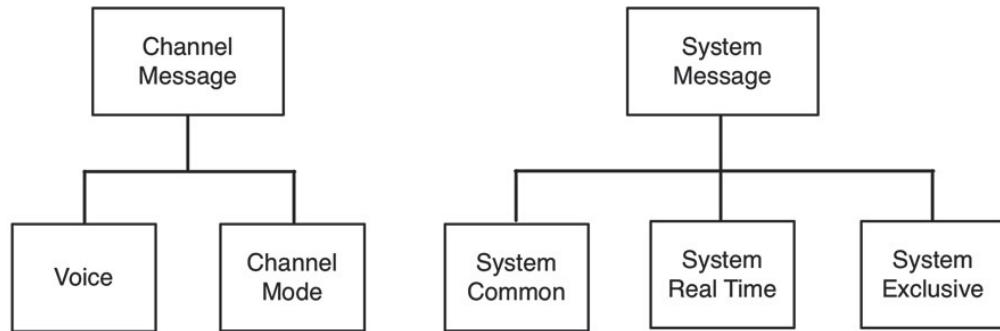 Channel
Message
System
Message
Voice
Channel
Mode
System
Common
System
Real Time
System
Exclusive